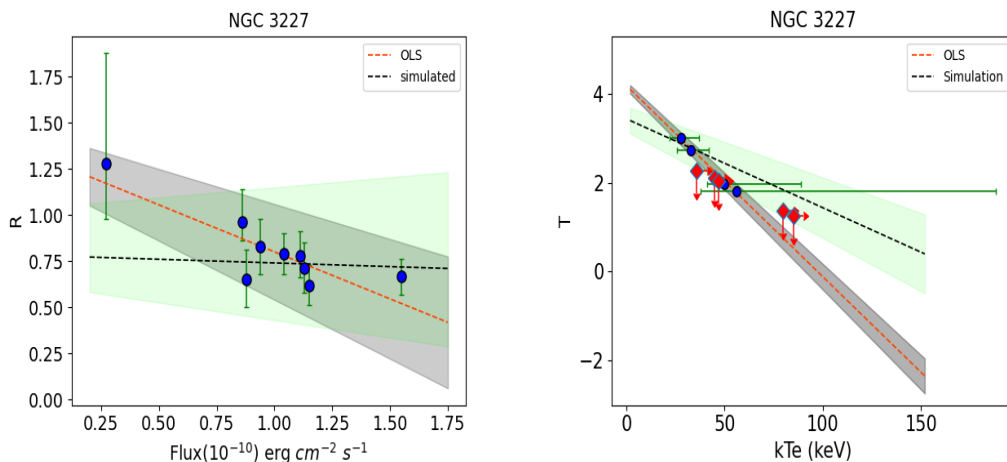 NGC 3227
OLS
simulated
1.75
1.50
1.25
1.00
0.75
0.50
0.25
0.00
R
0.25 0.50 0.75 1.00 1.25 1.50 1.75
Flux(10⁻¹⁰) erg cm⁻² s⁻¹
NGC 3227
OLS
Simulation
4
2
0
−2
T
0 50 100 150
kTe (keV)